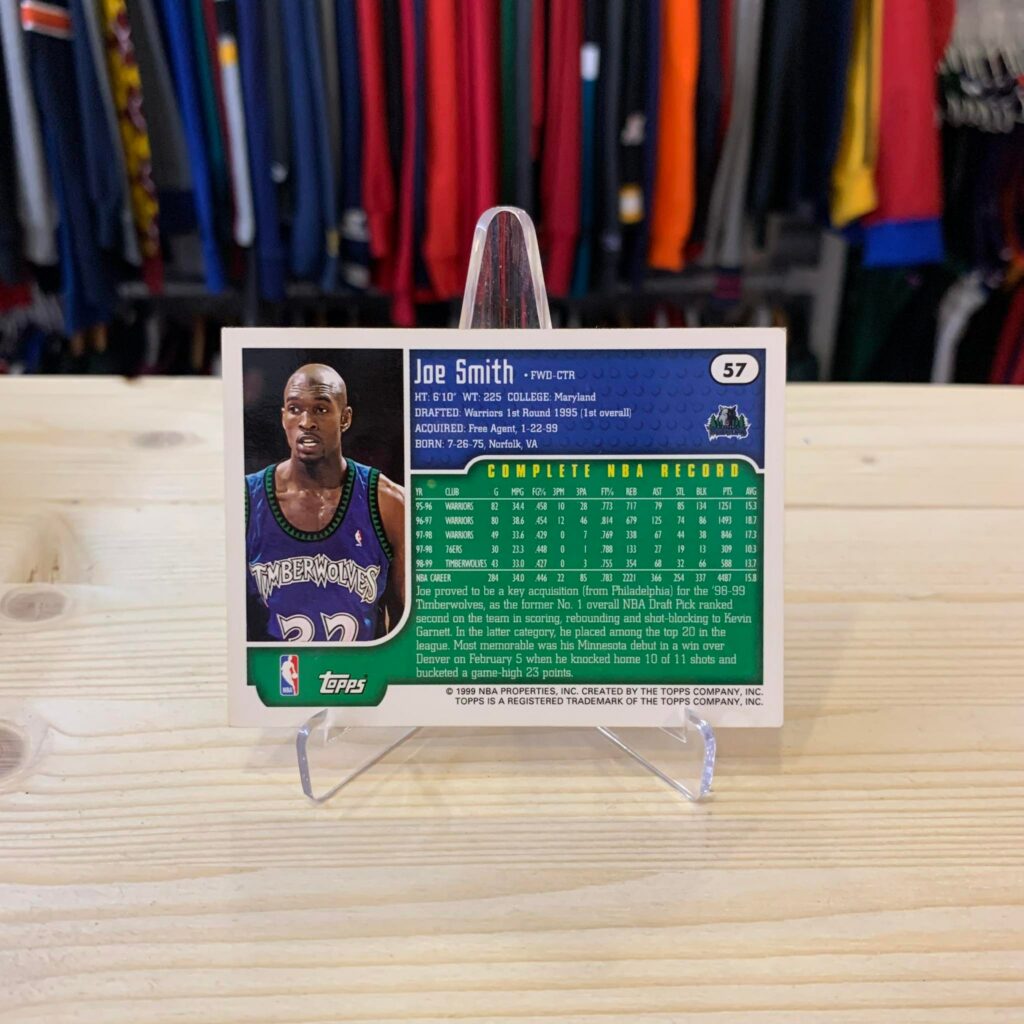 Joe Smith • FWD-CTR
57
HT: 6'10" WT: 225 COLLEGE: Maryland
DRAFTED: Warriors 1st Round 1995 (1st overall)
ACQUIRED: Free Agent, 1-22-99
BORN: 7-26-75, Norfolk, VA
COMPLETE NBA RECORD
YR CLUB G MPG FG% 3PM 3PA FT% REB AST STL BLK PTS AVG
95-96 WARRIORS 82 34.4 .458 10 28 .773 717 79 85 134 1251 15.3
96-97 WARRIORS 80 38.6 .454 12 46 .814 679 125 74 86 1493 18.7
97-98 WARRIORS 49 33.6 .429 0 7 .769 338 67 44 38 846 17.3
97-98 76ERS 30 23.3 .448 0 1 .788 133 27 19 13 309 10.3
98-99 TIMBERWOLVES 43 33.0 .427 0 3 .755 354 68 32 66 588 13.7
NBA CAREER 284 34.0 .446 22 85 .783 2221 366 254 337 4487 15.8
Joe proved to be a key acquisition (from Philadelphia) for the '98-99
Timberwolves, as the former No. 1 overall NBA Draft Pick ranked
second on the team in scoring, rebounding and shot-blocking to Kevin
Garnett. In the latter category, he placed among the top 20 in the
league. Most memorable was his Minnesota debut in a win over
Denver on February 5 when he knocked home 10 of 11 shots and
bucketed a game-high 23 points.
TIMBERWOLVES
32
NBA
TOPPS
© 1999 NBA PROPERTIES, INC. CREATED BY THE TOPPS COMPANY, INC.
TOPPS IS A REGISTERED TRADEMARK OF THE TOPPS COMPANY, INC.